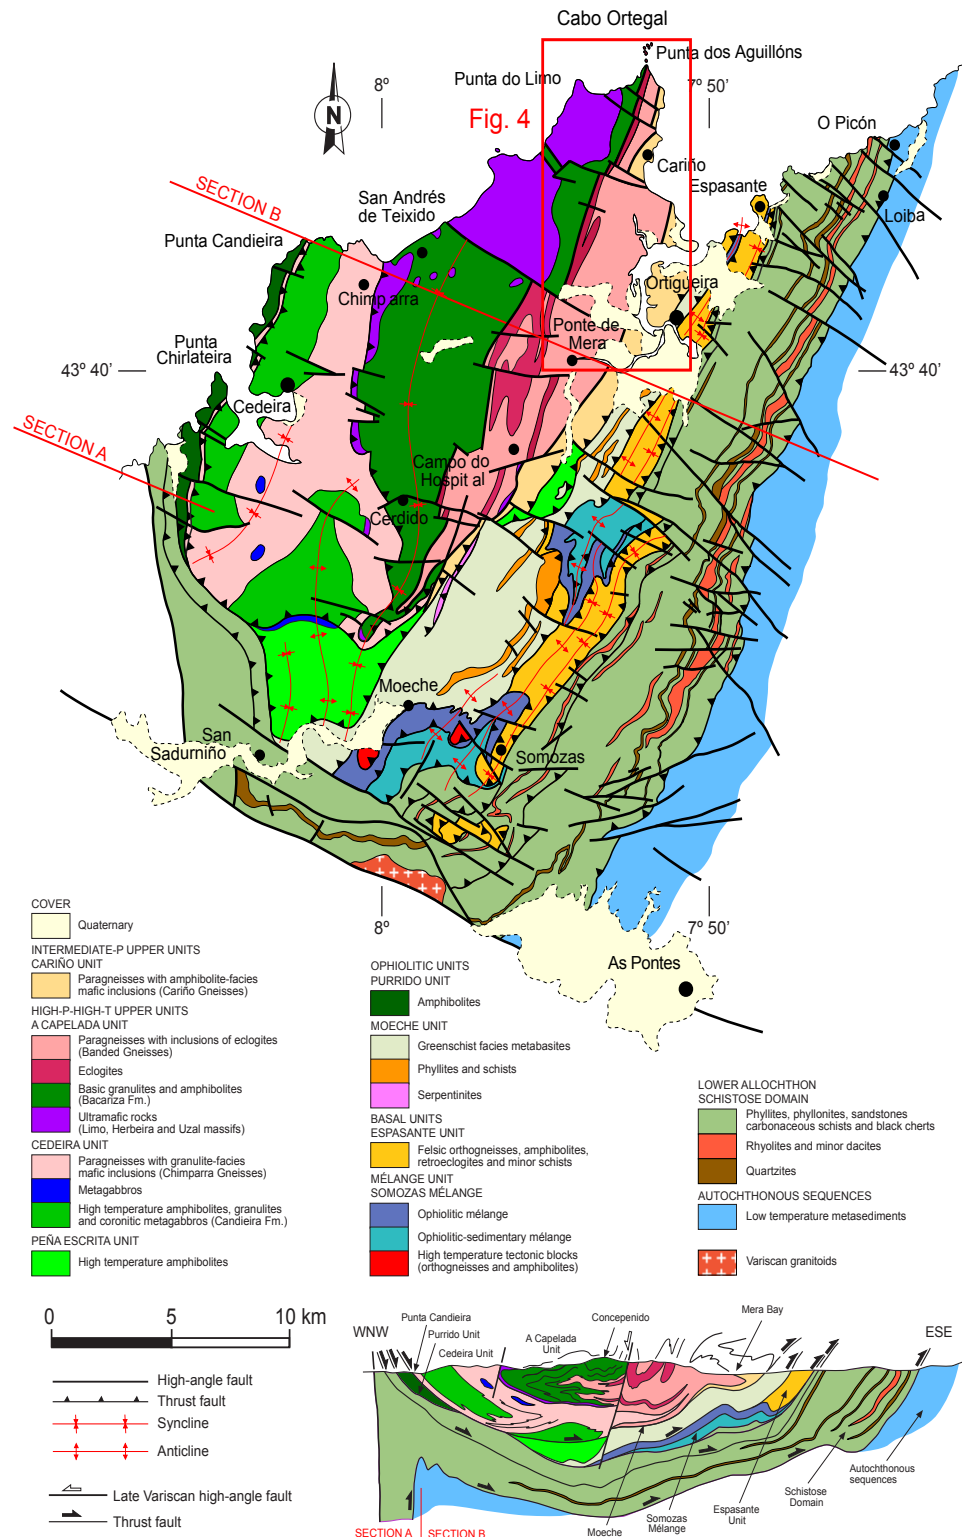 Cabo Ortegal
Punta dos Aguillóns
Punta do Limo
8º
7º 50’
Fig. 4
N
O Picón
Cariño
Espasante
Loiba
SECTION B
San Andrés
de Teixido
Punta Candieira
Chimp arra
Ortigueira
Ponte de
Mera
Punta
Chirlateira
43º 40’
43º 40’
Cedeira
SECTION A
Campo do
Hospit al
Cerdido
Moeche
San
Sadurniño
Somozas
8º
7º 50’
As Pontes
COVER
Quaternary
INTERMEDIATE-P UPPER UNITS
CARIÑO UNIT
Paragneisses with amphibolite-facies
mafic inclusions (Cariño Gneisses)
HIGH-P-HIGH-T UPPER UNITS
A CAPELADA UNIT
Paragneisses with inclusions of eclogites
(Banded Gneisses)
Eclogites
Basic granulites and amphibolites
(Bacariza Fm.)
Ultramafic rocks
(Limo, Herbeira and Uzal massifs)
CEDEIRA UNIT
Paragneisses with granulite-facies
mafic inclusions (Chimparra Gneisses)
Metagabbros
High temperature amphibolites, granulites
and coronitic metagabbros (Candieira Fm.)
PEÑA ESCRITA UNIT
High temperature amphibolites
OPHIOLITIC UNITS
PURRIDO UNIT
Amphibolites
MOECHE UNIT
Greenschist facies metabasites
Phyllites and schists
Serpentinites
BASAL UNITS
ESPASANTE UNIT
Felsic orthogneisses, amphibolites,
retroeclogites and minor schists
MÉLANGE UNIT
SOMOZAS MÉLANGE
Ophiolitic mélange
Ophiolitic-sedimentary mélange
High temperature tectonic blocks
(orthogneisses and amphibolites)
LOWER ALLOCHTHON
SCHISTOSE DOMAIN
Phyllites, phyllonites, sandstones
carbonaceous schists and black cherts
Rhyolites and minor dacites
Quartzites
AUTOCHTHONOUS SEQUENCES
Low temperature metasediments
Variscan granitoids
0 5 10 km
High-angle fault
Thrust fault
Syncline
Anticline
Late Variscan high-angle fault
Thrust fault
WNW
Punta Candieira
Purrido Unit
Cedeira Unit
A Capelada
Unit
Concepenido
Mera Bay
ESE
Autochthonous
sequences
Schistose
Domain
Espasante
Unit
Somozas
Mélange
Moeche
SECTION A
SECTION B